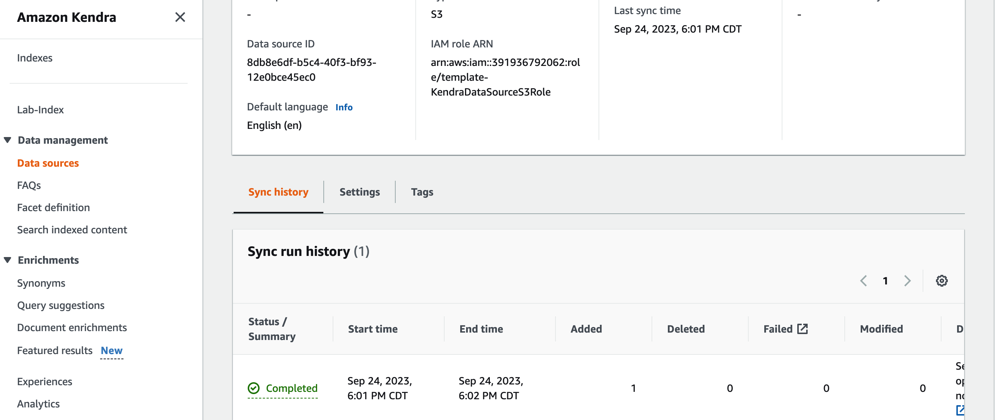 Amazon Kendra
Indexes
Lab-Index
Data management
Data sources
FAQs
Facet definition
Search indexed content
Enrichments
Synonyms
Query suggestions
Document enrichments
Featured results New
Experiences
Analytics
-
Data source ID
8db8e6df-b5c4-40f3-bf93-
12e0bce45ec0
Default language Info
English (en)
S3
IAM role ARN
arn:aws:iam::391936792062:rol
e/template-
KendraDataSourceS3Role
Last sync time
Sep 24, 2023, 6:01 PM CDT
-
Sync history Settings Tags
Sync run history (1)
1
Status /
Summary
Start time
End time
Added
Deleted
Failed
Modified
Completed
Sep 24, 2023,
6:01 PM CDT
Sep 24, 2023,
6:02 PM CDT
1
0
0
0